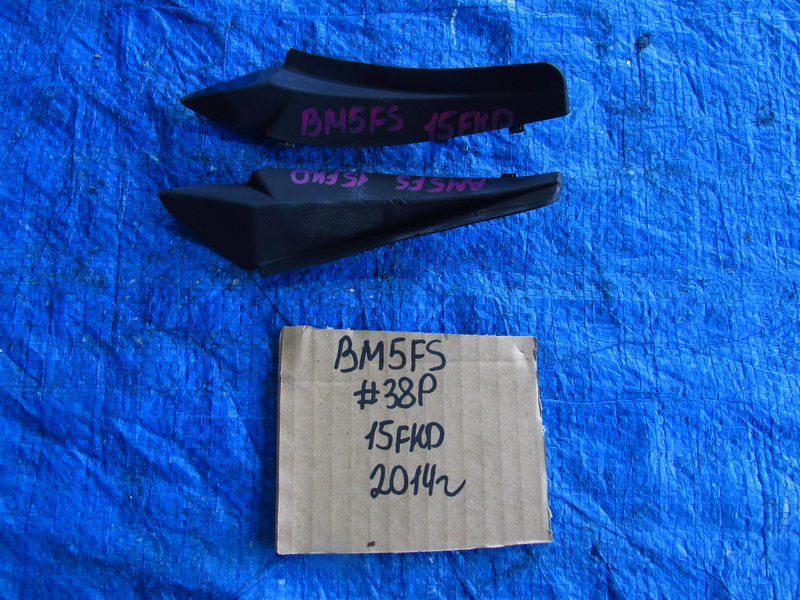 BM5FS 15FKD
BM5FS 15FKD
BM5FS
#38P
15FKD
2014г